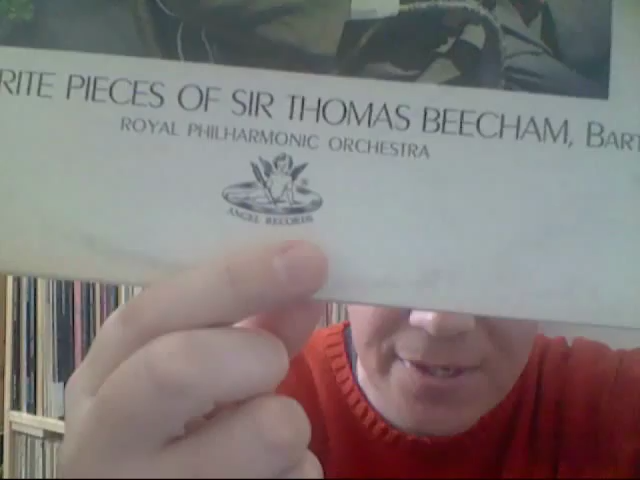 RITE PIECES OF SIR THOMAS BEECHAM, BART
ROYAL PHILHARMONIC ORCHESTRA
ANGEL RECORDS